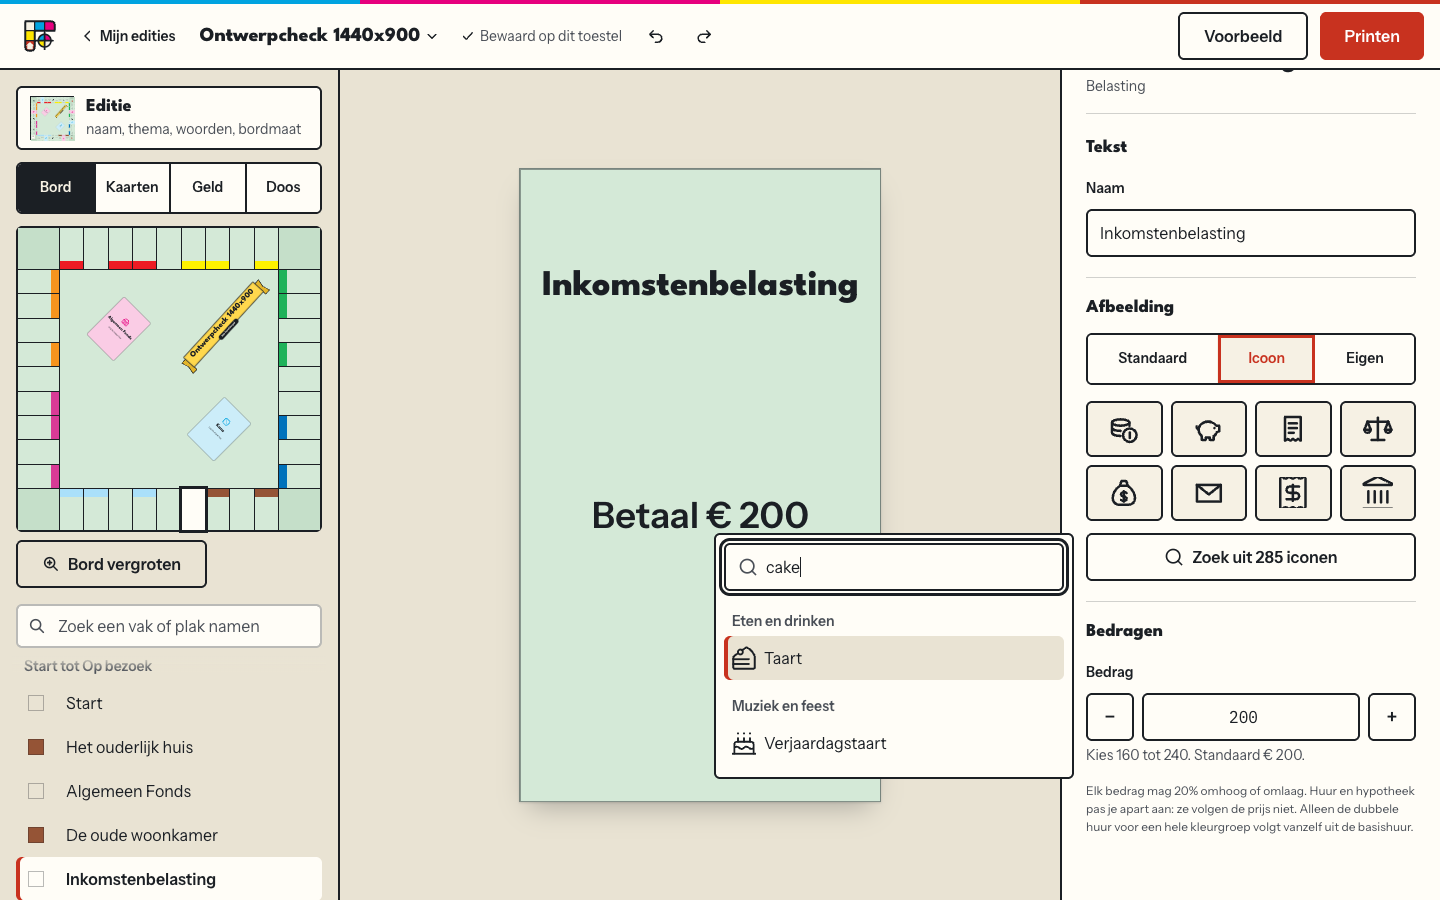 Mijn edities
Ontwerpcheck 1440x900
Bewaard op dit toestel
Voorbeeld
Printen
Editie
naam, thema, woorden, bordmaat
Bord
Kaarten
Geld
Doos
Algemeen Fonds
Ontwerpcheck 1440x900
Kans
Bord vergroten
Zoek een vak of plak namen
Start tot Op bezoek
Start
Het ouderlijk huis
Algemeen Fonds
De oude woonkamer
Inkomstenbelasting
Inkomstenbelasting
Betaal € 200
cake
Eten en drinken
Taart
Muziek en feest
Verjaardagstaart
Belasting
Tekst
Naam
Inkomstenbelasting
Afbeelding
Standaard
Icoon
Eigen
Zoek uit 285 iconen
Bedragen
Bedrag
− 200 +
Kies 160 tot 240. Standaard € 200.
Elk bedrag mag 20% omhoog of omlaag. Huur en hypotheek
pas je apart aan: ze volgen de prijs niet. Alleen de dubbele
huur voor een hele kleurgroep volgt vanzelf uit de basishuur.